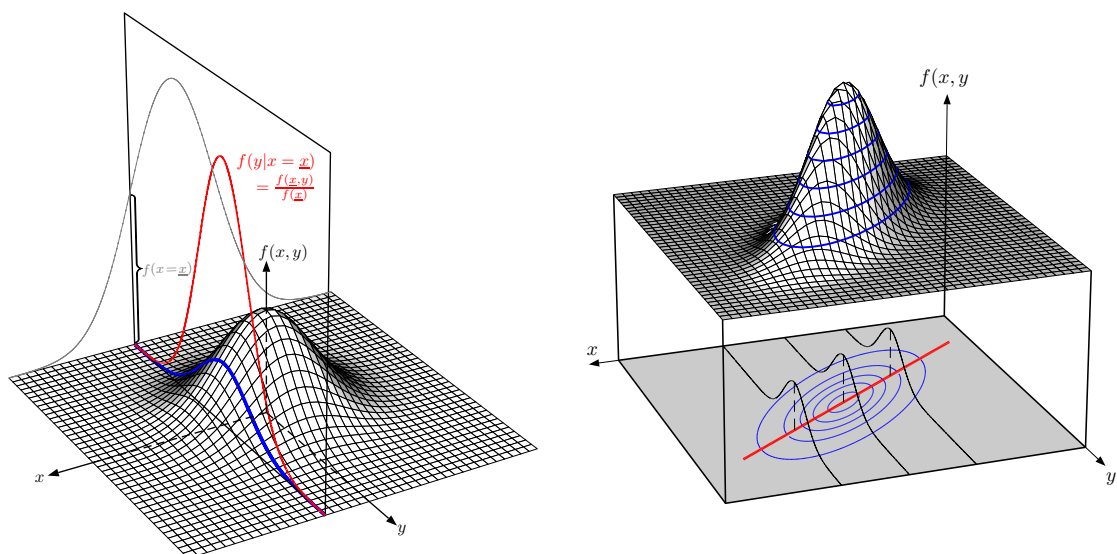 f(y|x = x)
= f(x,y)/f(x)
f(x = x)
f(x, y)
x
y
f(x, y
x
y